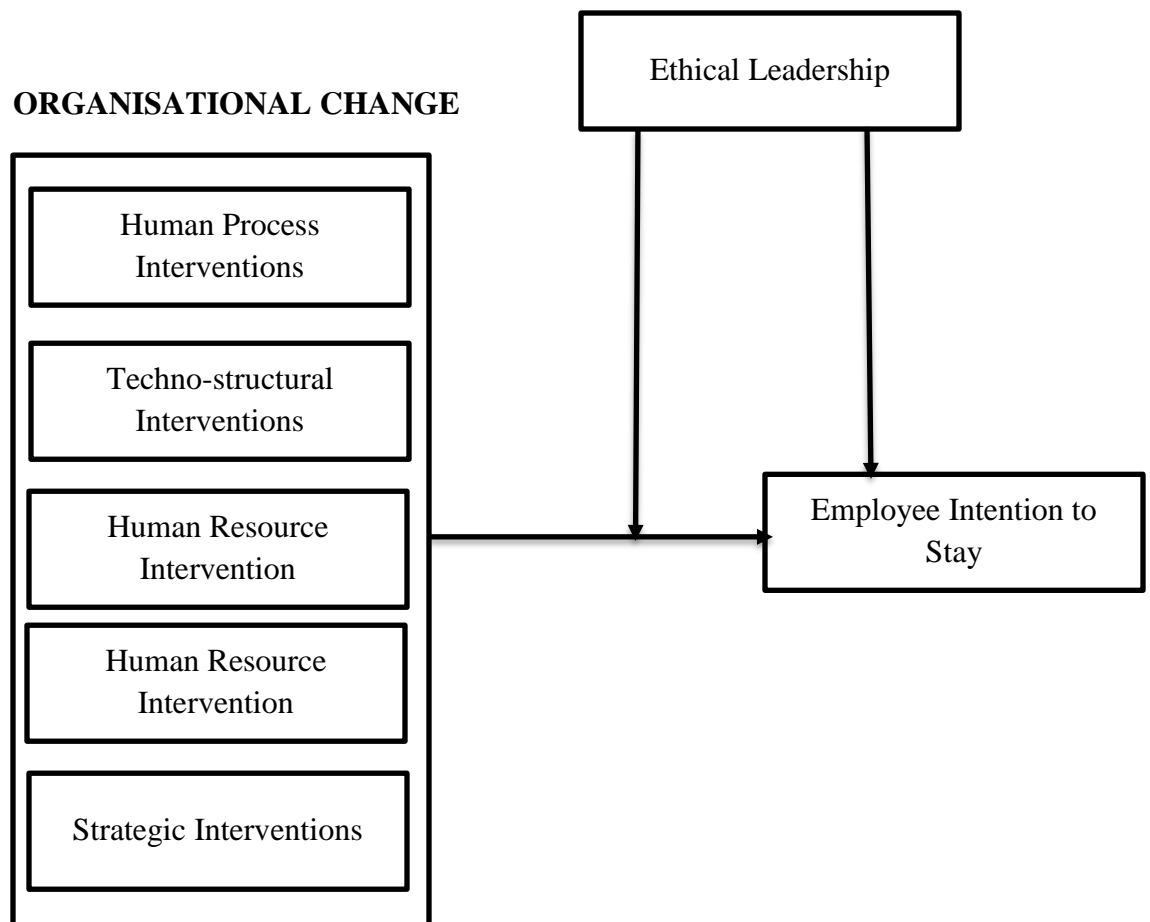 Ethical Leadership
ORGANISATIONAL CHANGE
Human Process
Interventions
Techno-structural
Interventions
Human Resource
Intervention
Human Resource
Intervention
Strategic Interventions
Employee Intention to
Stay